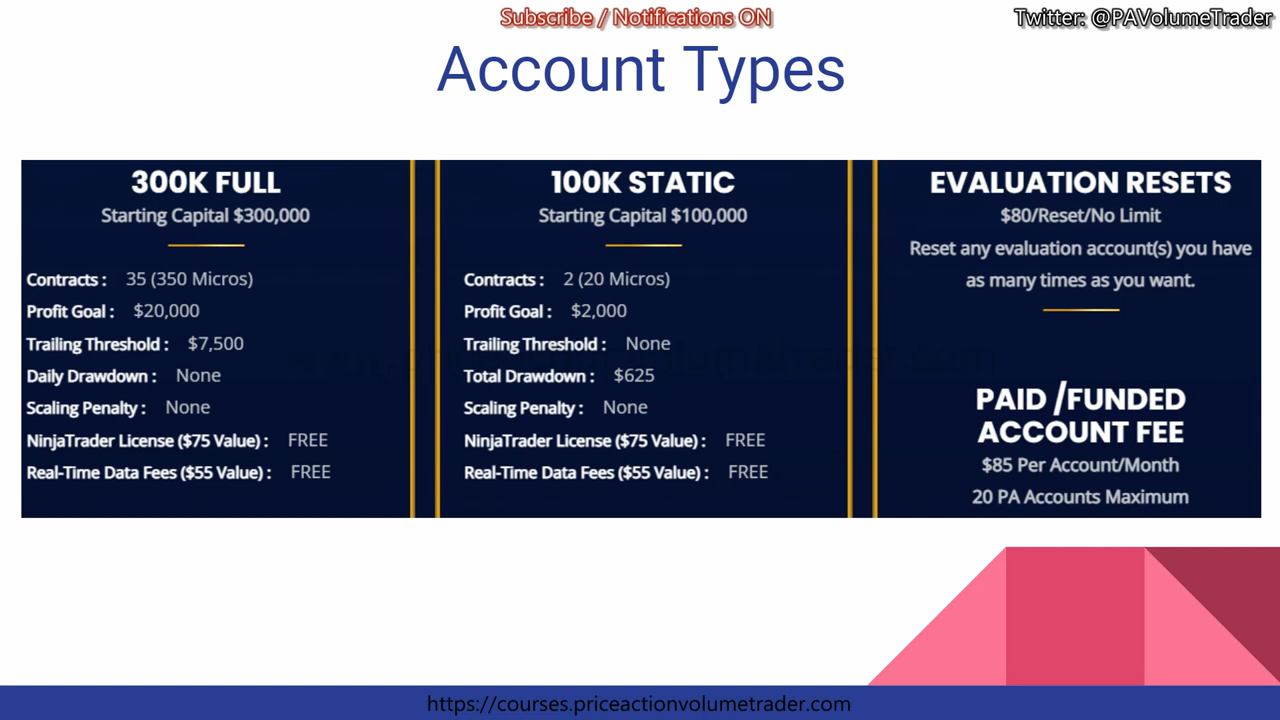 Subscribe / Notifications ON
Twitter: @PAVolumeTrader
Account Types
300K FULL
Starting Capital $300,000
Contracts : 35 (350 Micros)
Profit Goal : $20,000
Trailing Threshold : $7,500
Daily Drawdown : None
Scaling Penalty : None
NinjaTrader License ($75 Value) : FREE
Real-Time Data Fees ($55 Value) : FREE
100K STATIC
Starting Capital $100,000
Contracts : 2 (20 Micros)
Profit Goal : $2,000
Trailing Threshold : None
Total Drawdown : $625
Scaling Penalty : None
NinjaTrader License ($75 Value) : FREE
Real-Time Data Fees ($55 Value) : FREE
EVALUATION RESETS
$80/Reset/No Limit
Reset any evaluation account(s) you have
as many times as you want.
PAID /FUNDED
ACCOUNT FEE
$85 Per Account/Month
20 PA Accounts Maximum
https://courses.priceactionvolumetrader.com